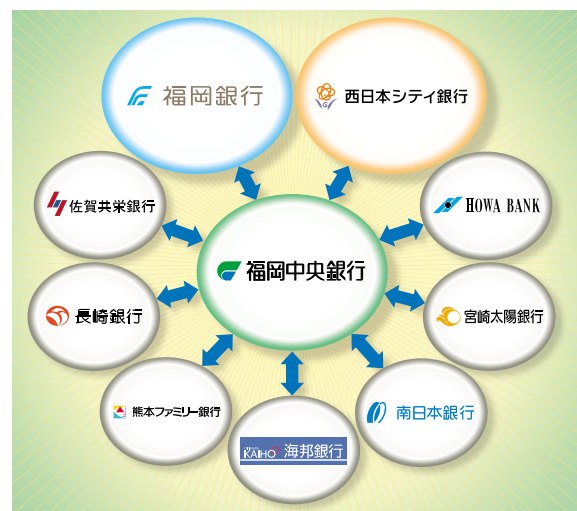 福岡銀行
西日本シティ銀行
佐賀共栄銀行
HOWA BANK
福岡中央銀行
長崎銀行
宮崎太陽銀行
熊本ファミリー銀行
南日本銀行
KAIHO 海邦銀行